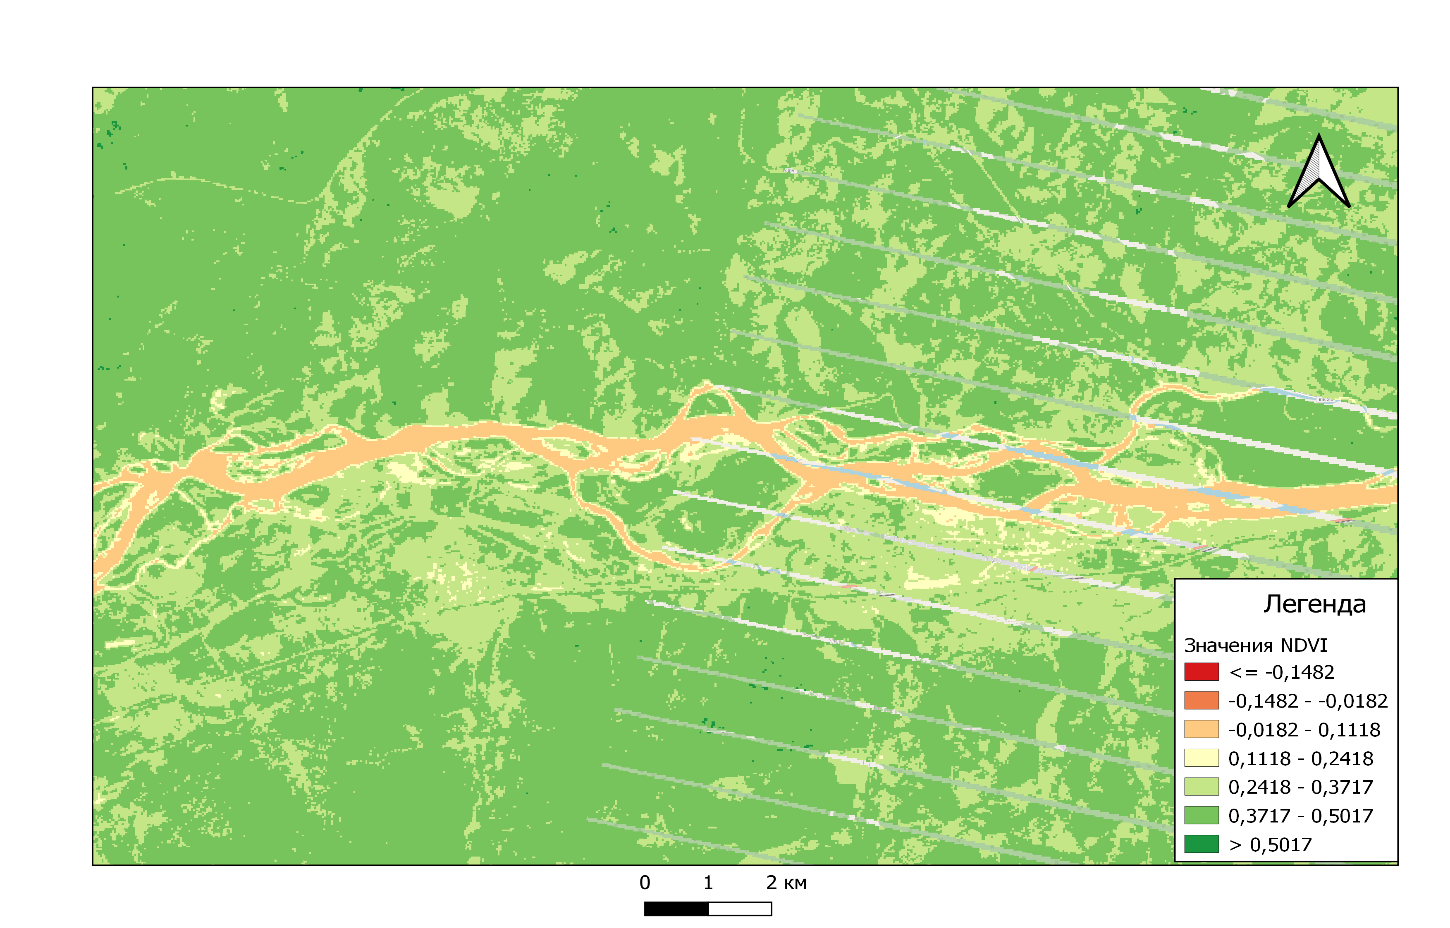 Легенда
Значения NDVI
<= -0,1482
-0,1482 - -0,0182
-0,0182 - 0,1118
0,1118 - 0,2418
0,2418 - 0,3717
0,3717 - 0,5017
> 0,5017
0 1 2 км